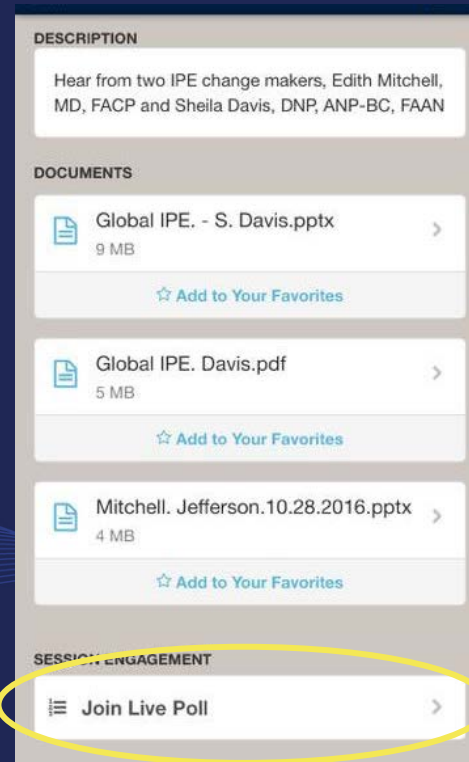 DESCRIPTION
Hear from two IPE change makers, Edith Mitchell,
MD, FACP and Sheila Davis, DNP, ANP-BC, FAAN
DOCUMENTS
Global IPE. - S. Davis.pptx
9 MB
☆ Add to Your Favorites
Global IPE. Davis.pdf
5 MB
☆ Add to Your Favorites
Mitchell. Jefferson.10.28.2016.pptx
4 MB
☆ Add to Your Favorites
SESSION ENGAGEMENT
Join Live Poll